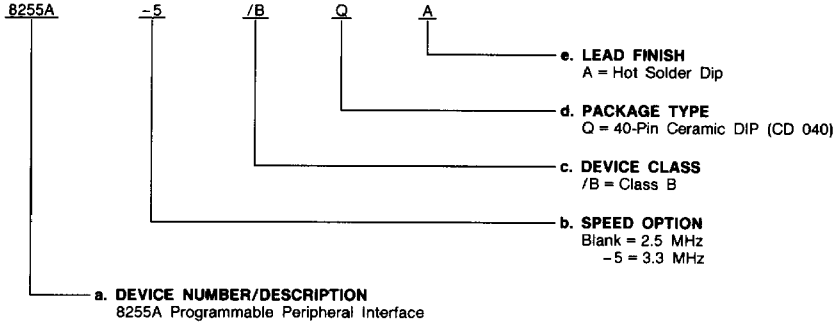 8255A -5 /B Q A
e. LEAD FINISH
A = Hot Solder Dip
d. PACKAGE TYPE
Q = 40-Pin Ceramic DIP (CD 040)
c. DEVICE CLASS
/B = Class B
b. SPEED OPTION
Blank = 2.5 MHz
-5 = 3.3 MHz
a. DEVICE NUMBER/DESCRIPTION
8255A Programmable Peripheral Interface